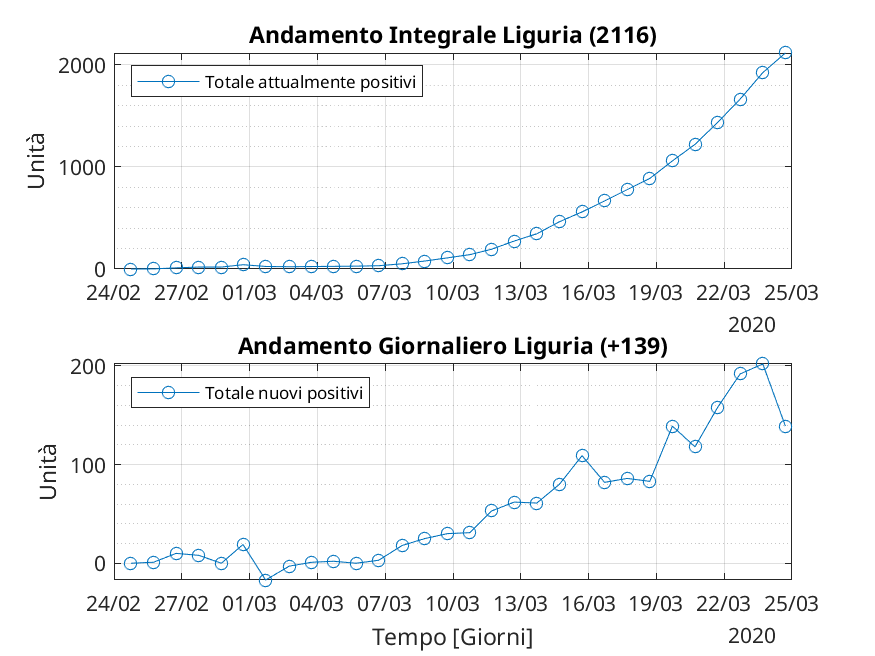 Andamento Integrale Liguria (2116)
2000
Totale attualmente positivi
Unità
1000
0
24/02 27/02 01/03 04/03 07/03 10/03 13/03 16/03 19/03 22/03 25/03
2020
Andamento Giornaliero Liguria (+139)
200
Totale nuovi positivi
Unità
100
0
24/02 27/02 01/03 04/03 07/03 10/03 13/03 16/03 19/03 22/03 25/03
Tempo [Giorni]
2020